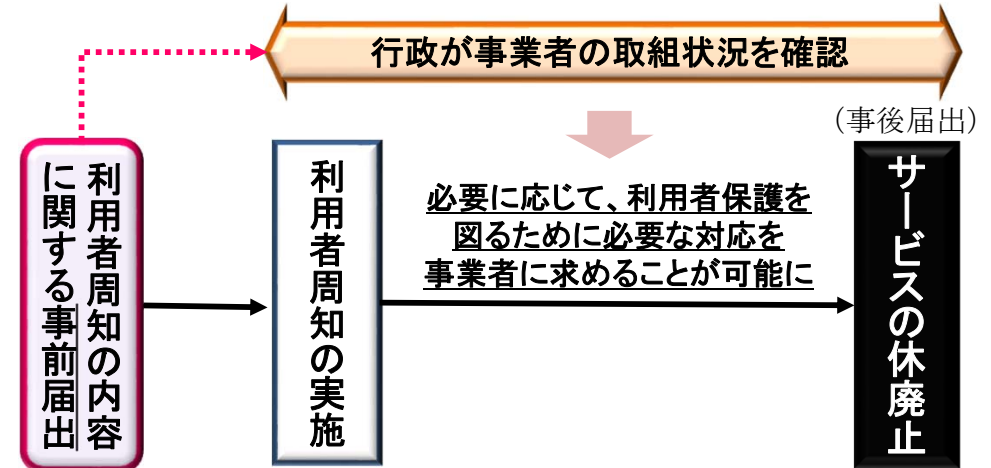 行政が事業者の取組状況を確認
(事後届出)
利用者周知の内容
に関する事前届出
利用者周知の実施
必要に応じて、利用者保護を
図るために必要な対応を
事業者に求めることが可能に
サービスの休廃止